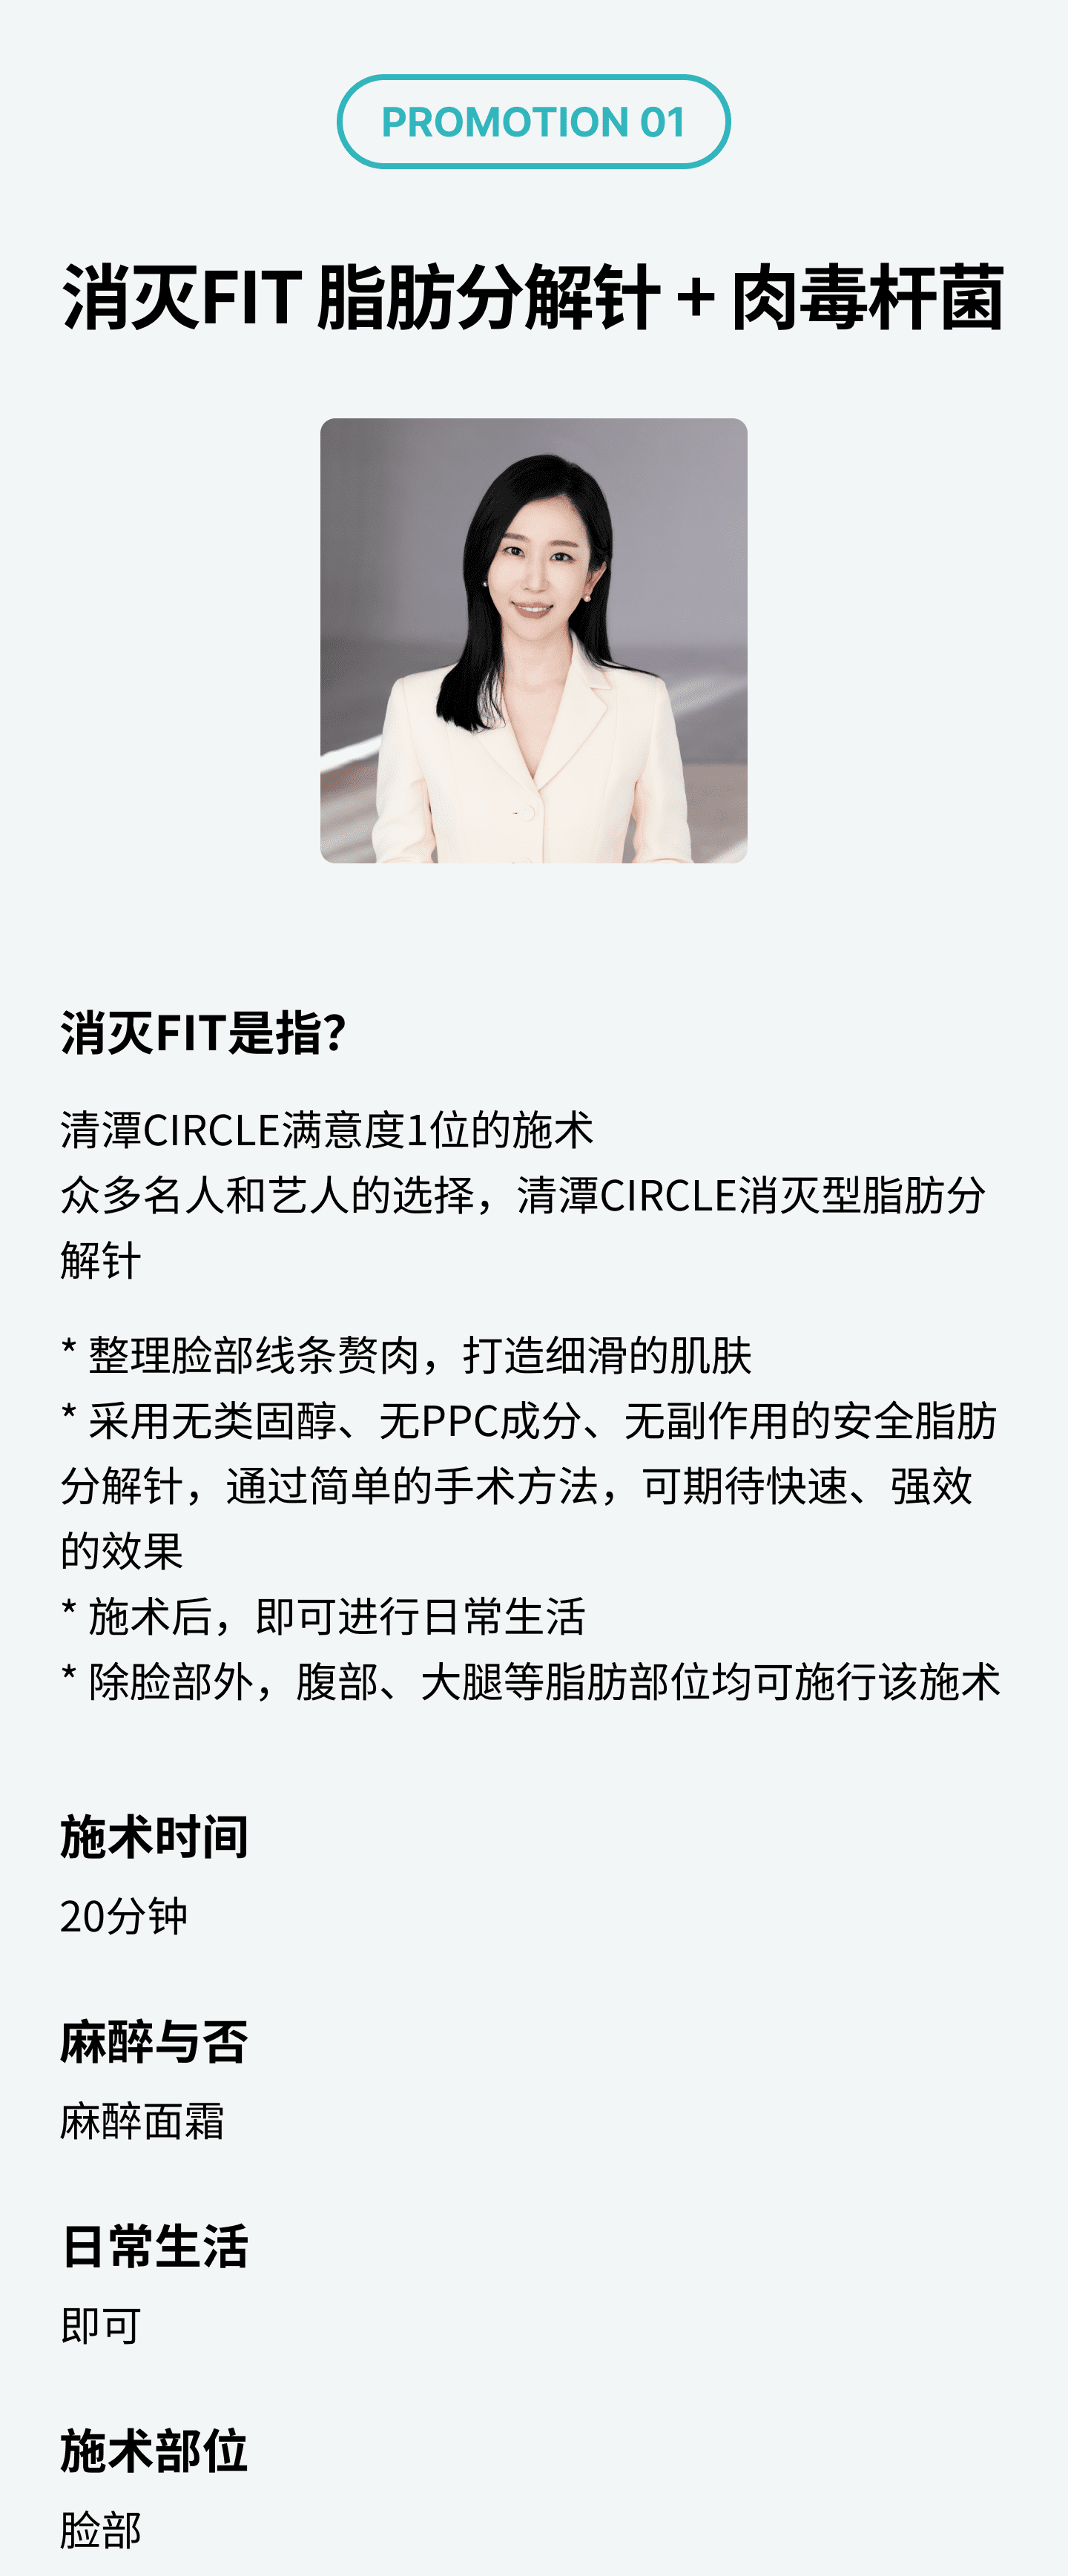 PROMOTION 01
消灭FIT 脂肪分解针 + 肉毒杆菌
消灭FIT是指?
清潭CIRCLE满意度1位的施术
众多名人和艺人的选择，清潭CIRCLE消灭型脂肪分
解针
* 整理脸部线条赘肉，打造细滑的肌肤
* 采用无类固醇、无PPC成分、无副作用的安全脂肪
分解针，通过简单的手术方法，可期待快速、强效
的效果
* 施术后，即可进行日常生活
* 除脸部外，腹部、大腿等脂肪部位均可施行该施术
施术时间
20分钟
麻醉与否
麻醉面霜
日常生活
即可
施术部位
脸部